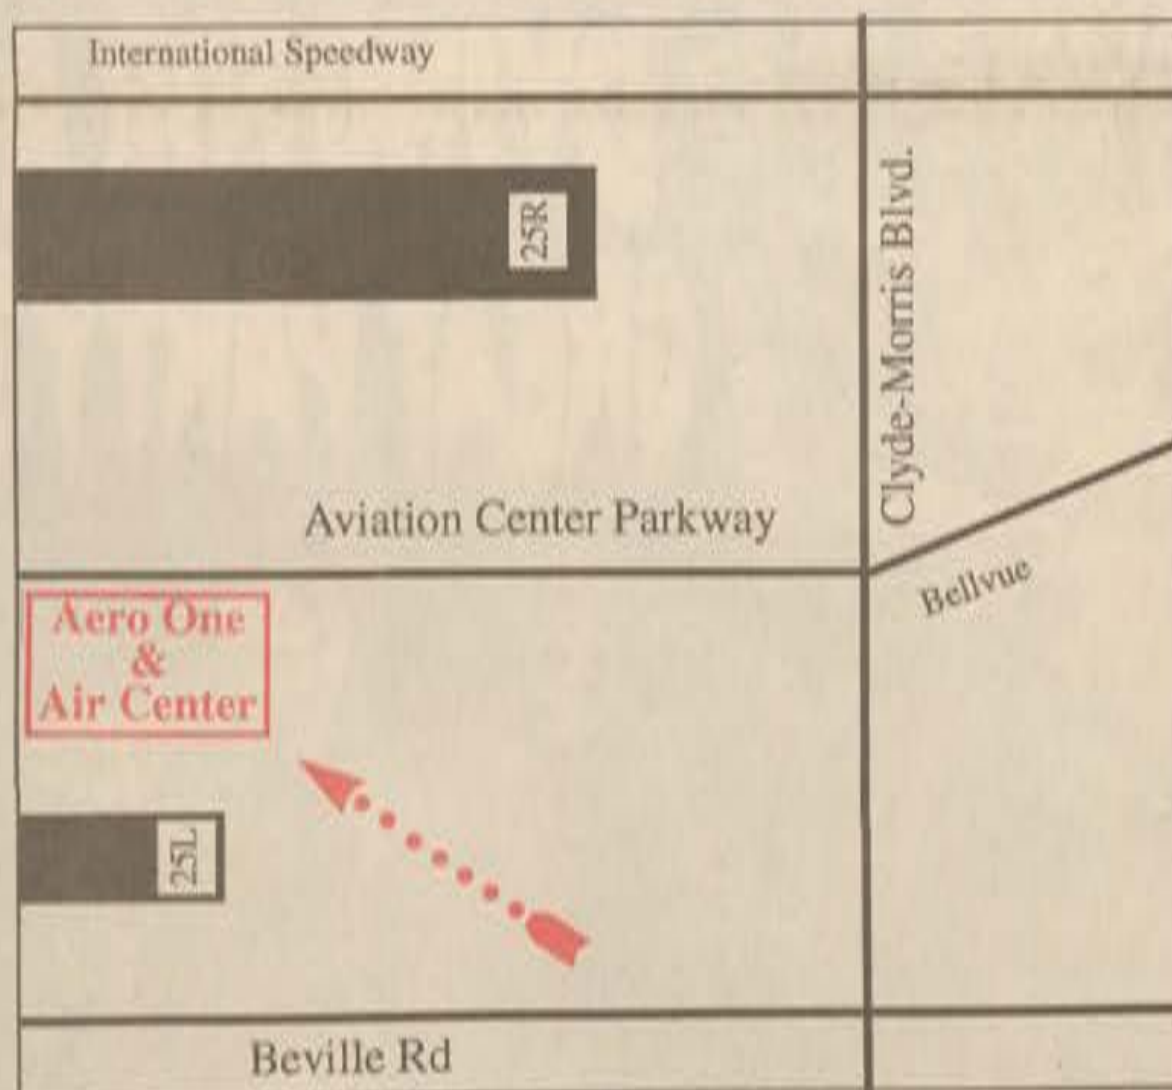 International Speedway
25R
Clyde-Morris Blvd.
Aviation Center Parkway
Bellvue
Aero One
&
Air Center
25L
Beville Rd